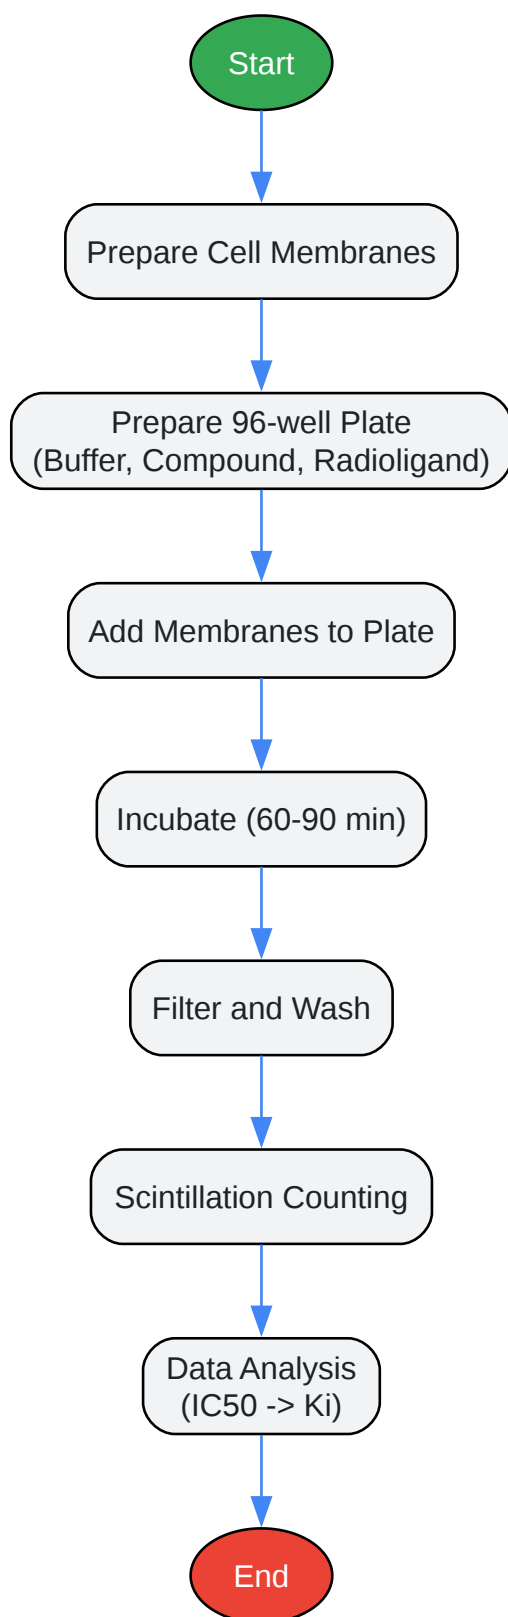 Start
Prepare Cell Membranes
Prepare 96-well Plate
(Buffer, Compound, Radioligand)
Add Membranes to Plate
Incubate (60-90 min)
Filter and Wash
Scintillation Counting
Data Analysis
(IC50 -> Ki)
End